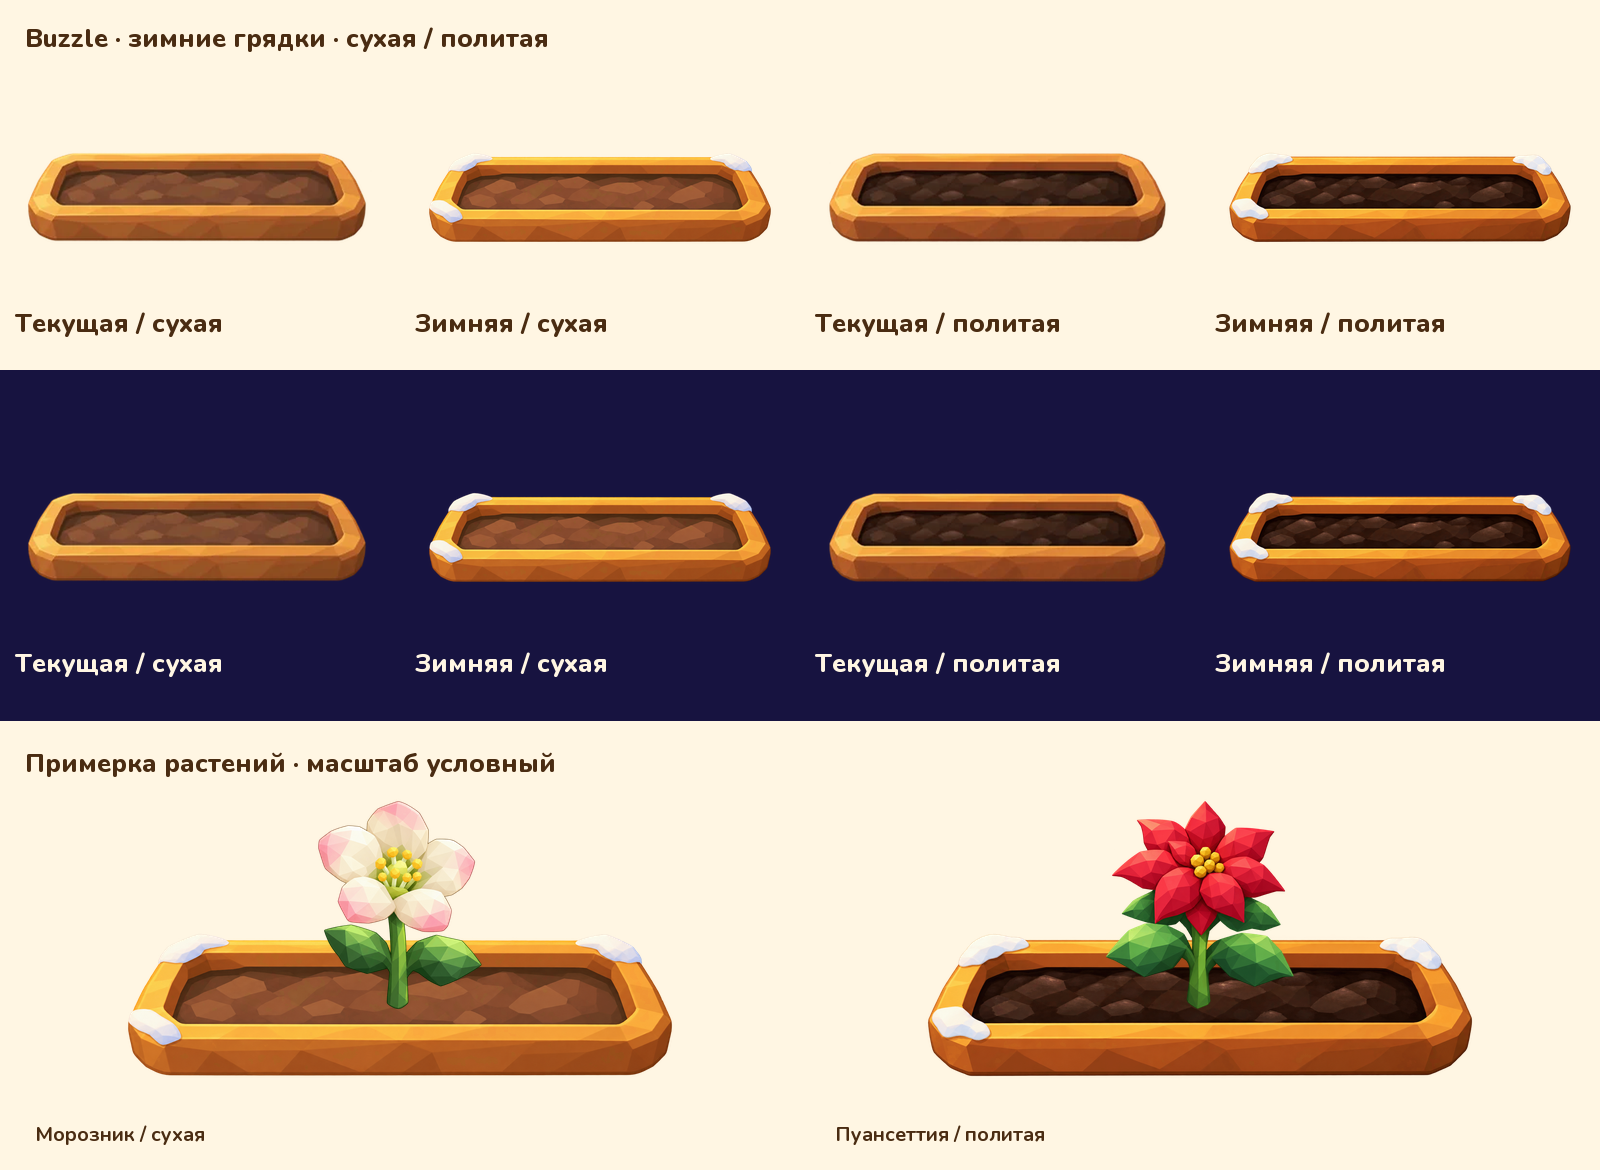 Buzzle · зимние грядки · сухая / политая
Текущая / сухая
Зимняя / сухая
Текущая / политая
Зимняя / политая
Текущая / сухая
Зимняя / сухая
Текущая / политая
Зимняя / политая
Примерка растений · масштаб условный
Морозник / сухая
Пуансеттия / политая